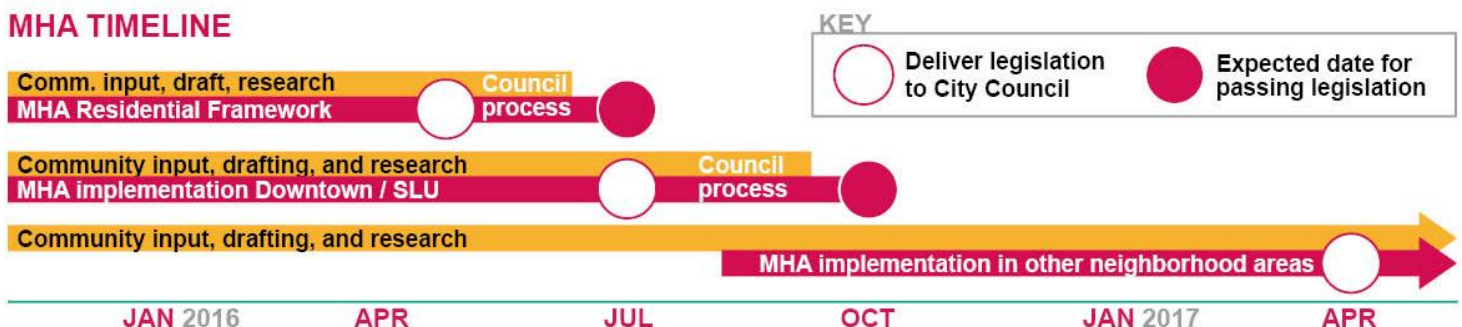 MHA TIMELINE
KEY
Deliver legislation
to City Council
Expected date for
passing legislation
Comm. input, draft, research
MHA Residential Framework
Council
process
Community input, drafting, and research
MHA implementation Downtown / SLU
Council
process
Community input, drafting, and research
MHA implementation in other neighborhood areas
JAN 2016 APR JUL OCT JAN 2017 APR